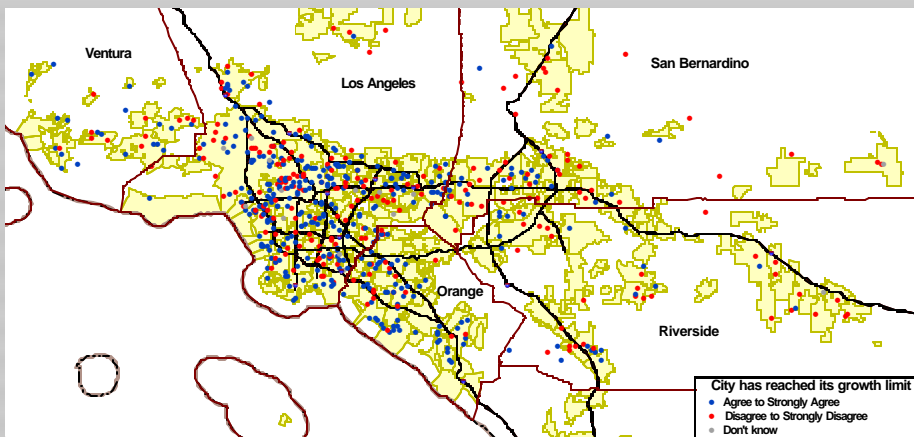 Ventura
Los Angeles
San Bernardino
Orange
Riverside
City has reached its growth limit
Agree to Strongly Agree
Disagree to Strongly Disagree
Don't know